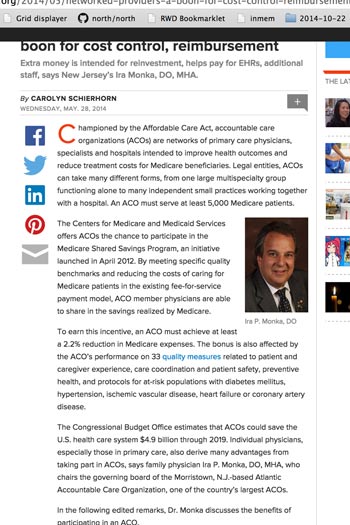 org/2014/05/networked-providers-a-boon-for-cost-control-reimbursement
Grid displayer north/north RWD Bookmarklet inmem 2014-10-22
boon for cost control, reimbursement
Extra money is intended for reinvestment, helps pay for EHRs, additional
staff, says New Jersey's Ira Monka, DO, MHA.
By CAROLYN SCHIERHORN
WEDNESDAY, MAY. 28, 2014
+
THE LAT
Championed by the Affordable Care Act, accountable care
organizations (ACOs) are networks of primary care physicians,
specialists and hospitals intended to improve health outcomes and
reduce treatment costs for Medicare beneficiaries. Legal entities, ACOs
can take many different forms, from one large multispecialty group
functioning alone to many independent small practices working together
with a hospital. An ACO must serve at least 5,000 Medicare patients.
The Centers for Medicare and Medicaid Services
offers ACOs the chance to participate in the
Medicare Shared Savings Program, an initiative
launched in April 2012. By meeting specific quality
benchmarks and reducing the costs of caring for
Medicare patients in the existing fee-for-service
payment model, ACO member physicians are able
to share in the savings realized by Medicare.
Ira P. Monka, DO
To earn this incentive, an ACO must achieve at least
a 2.2% reduction in Medicare expenses. The bonus is also affected by
the ACO's performance on 33 quality measures related to patient and
caregiver experience, care coordination and patient safety, preventive
health, and protocols for at-risk populations with diabetes mellitus,
hypertension, ischemic vascular disease, heart failure or coronary artery
disease.
The Congressional Budget Office estimates that ACOs could save the
U.S. health care system $4.9 billion through 2019. Individual physicians,
especially those in primary care, also derive many advantages from
taking part in ACOs, says family physician Ira P. Monka, DO, MHA, who
chairs the governing board of the Morristown, N.J.-based Atlantic
Accountable Care Organization, one of the country's largest ACOs.
In the following edited remarks, Dr. Monka discusses the benefits of
participating in an ACO.